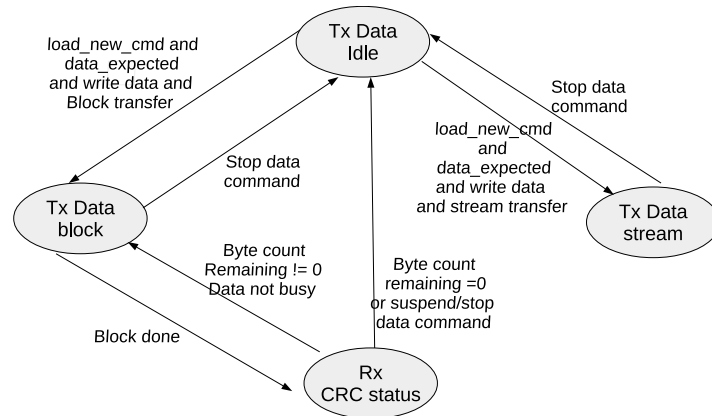 Tx Data
Idle
load_new_cmd and
data_expected
and write data and
Block transfer
Stop data
command
Stop data
command
load_new_cmd
and
data_expected
and write data
and stream transfer
Tx Data
block
Tx Data
stream
Byte count
Remaining != 0
Data not busy
Byte count
remaining =0
or suspend/stop
data command
Block done
Rx
CRC status